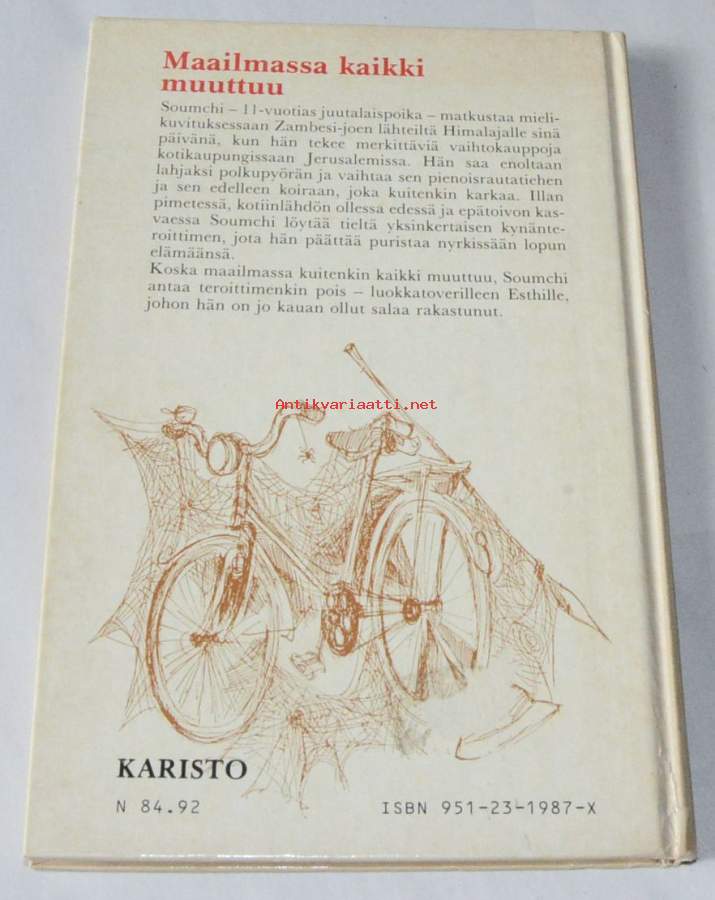 Maailmassa kaikki
muuttuu
Soumchi – 11-vuotias juutalaispoika – matkustaa mieli-
kuvituksessaan Zambesi-joen lähteiltä Himalajalle sinä
päivänä, kun hän tekee merkittäviä vaihtokauppoja
kotikaupungissaan Jerusalemissa. Hän saa enoltaan
lahjaksi polkupyörän ja vaihtaa sen pienoisrautatiehen
ja sen edelleen koiraan, joka kuitenkin karkaa. Illan
pimetessä, kotiinlähdön ollessa edessä ja epätoivon kas-
vaessa Soumchi löytää tieltä yksinkertaisen kynänte-
roittimen, jota hän päättää puristaa nyrkissään lopun
elämäänsä.
Koska maailmassa kuitenkin kaikki muuttuu, Soumchi
antaa teroittimenkin pois – luokkatoverilleen Esthille,
johon hän on jo kauan ollut salaa rakastunut.
Antikvariaatti.net
KARISTO
N 84.92
ISBN 951-23-1987-X